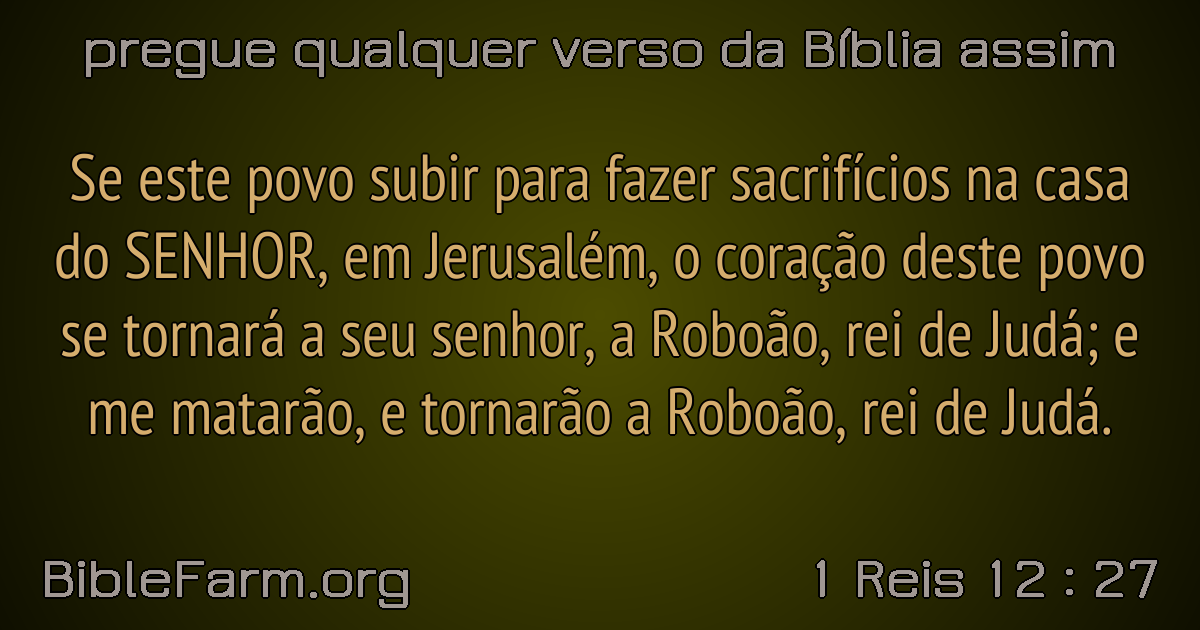 pregue qualquer verso da Bíblia assim
Se este povo subir para fazer sacrifícios na casa
do SENHOR, em Jerusalém, o coração deste povo
se tornará a seu senhor, a Roboão, rei de Judá; e
me matarão, e tornarão a Roboão, rei de Judá.
BibleFarm.org
1 Reis 12 : 27